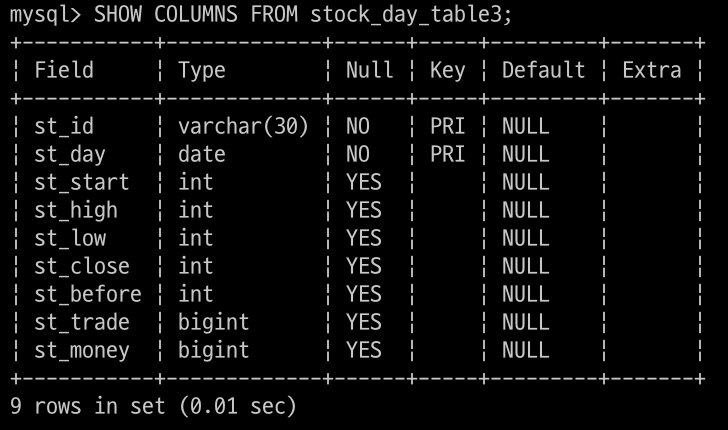 mysql> SHOW COLUMNS FROM stock_day_table3;
+------------+-------------+------+-----+---------+-------+
| Field      | Type        | Null | Key | Default | Extra |
+------------+-------------+------+-----+---------+-------+
| st_id      | varchar(30) | NO   | PRI | NULL    |       |
| st_day     | date        | NO   | PRI | NULL    |       |
| st_start   | int         | YES  |     | NULL    |       |
| st_high    | int         | YES  |     | NULL    |       |
| st_low     | int         | YES  |     | NULL    |       |
| st_close   | int         | YES  |     | NULL    |       |
| st_before  | int         | YES  |     | NULL    |       |
| st_trade   | bigint      | YES  |     | NULL    |       |
| st_money   | bigint      | YES  |     | NULL    |       |
+------------+-------------+------+-----+---------+-------+
9 rows in set (0.01 sec)